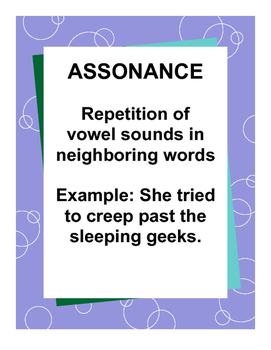 ASSONANCE
Repetition of
vowel sounds in
neighboring words
Example: She tried
to creep past the
sleeping geeks.